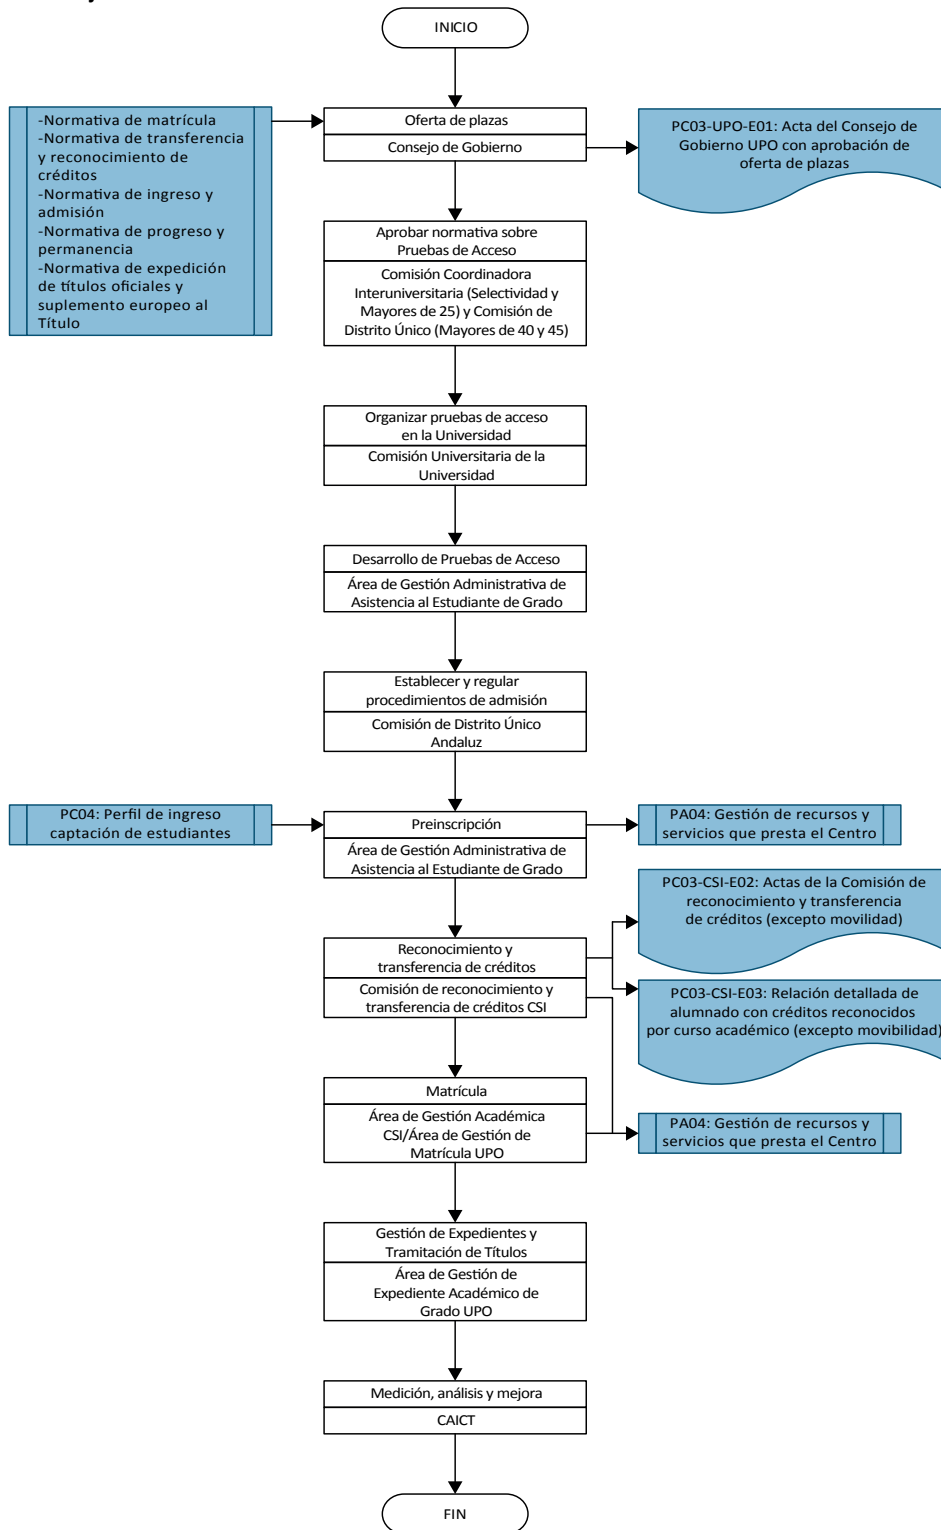 INICIO
-Normativa de matrícula
-Normativa de transferencia
y reconocimiento de
créditos
-Normativa de ingreso y
admisión
-Normativa de progreso y
permanencia
-Normativa de expedición
de títulos oficiales y
suplemento europeo al
Título
Oferta de plazas
Consejo de Gobierno
PC03-UPO-E01: Acta del Consejo de
Gobierno UPO con aprobación de
oferta de plazas
Aprobar normativa sobre
Pruebas de Acceso
Comisión Coordinadora
Interuniversitaria (Selectividad y
Mayores de 25) y Comisión de
Distrito Único (Mayores de 40 y 45)
Organizar pruebas de acceso
en la Universidad
Comisión Universitaria de la
Universidad
Desarrollo de Pruebas de Acceso
Área de Gestión Administrativa de
Asistencia al Estudiante de Grado
Establecer y regular
procedimientos de admisión
Comisión de Distrito Único
Andaluz
PC04: Perfil de ingreso
captación de estudiantes
Preinscripción
Área de Gestión Administrativa de
Asistencia al Estudiante de Grado
PA04: Gestión de recursos y
servicios que presta el Centro
Reconocimiento y
transferencia de créditos
Comisión de reconocimiento y
transferencia de créditos CSI
PC03-CSI-E02: Actas de la Comisión de
reconocimiento y transferencia
de créditos (excepto movilidad)
PC03-CSI-E03: Relación detallada de
alumnado con créditos reconocidos
por curso académico (excepto movibilidad)
Matrícula
Área de Gestión Académica
CSI/Área de Gestión de
Matrícula UPO
PA04: Gestión de recursos y
servicios que presta el Centro
Gestión de Expedientes y
Tramitación de Títulos
Área de Gestión de
Expediente Académico de
Grado UPO
Medición, análisis y mejora
CAICT
FIN